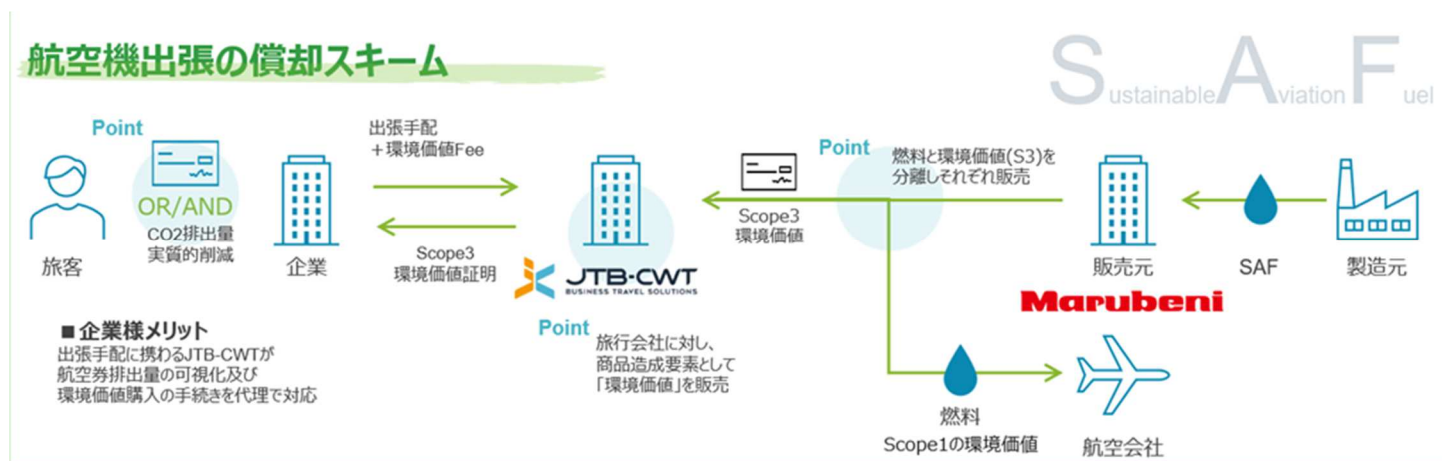 航空機出張の償却スキーム
Sustainable Aviation Fuel
Point
OR/AND
CO2排出量
実質的削減
旅客
企業
出張手配
＋環境価値Fee
Scope3
環境価値証明
JTB-CWT
BUSINESS TRAVEL SOLUTIONS
Point
旅行会社に対し、
商品造成要素として
「環境価値」を販売
Scope3
環境価値
Point
燃料と環境価値(S3)を
分離しそれぞれ販売
販売元
Marubeni
SAF
製造元
燃料
Scope1の環境価値
航空会社
■企業様メリット
出張手配に携わるJTB-CWTが
航空券排出量の可視化及び
環境価値購入の手続きを代理で対応